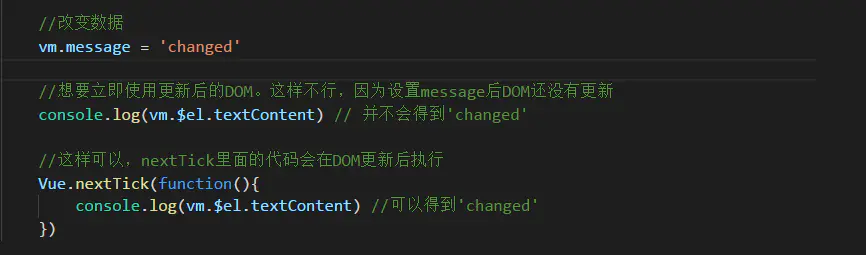 //改变数据
vm.message = 'changed'
//想要立即使用更新后的DOM。这样不行，因为设置message后DOM还没有更新
console.log(vm.$el.textContent) // 并不会得到'changed'
//这样可以，nextTick里面的代码会在DOM更新后执行
Vue.nextTick(function(){
    console.log(vm.$el.textContent) //可以得到'changed'
})